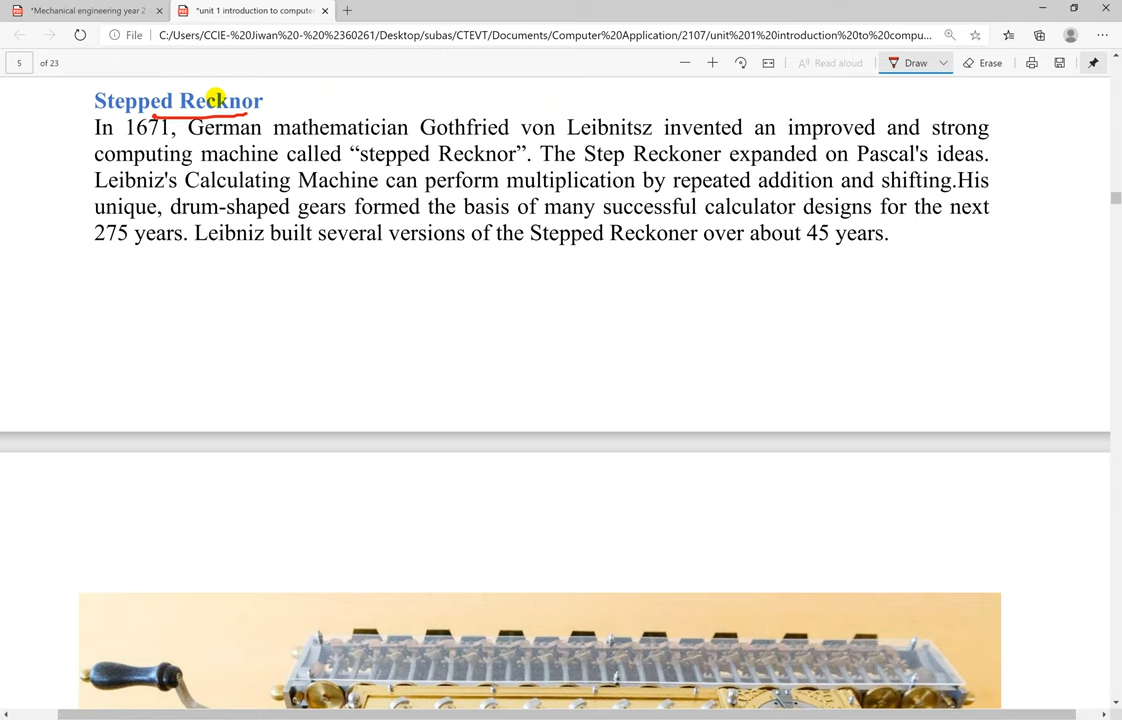 "Mechanical engineering year 2
"unit 1 introduction to compute
File
C:/Users/CCIE-%20Jiwan%20-%20%2360261/Desktop/subas/CTEVT/Documents/Computer%20Application/2107/unit%201%20introduction%20to%20compu...
5 of 23
Read aloud
Draw
Erase
Stepped Recknor
In 1671, German mathematician Gothfried von Leibnitsz invented an improved and strong
computing machine called “stepped Recknor”. The Step Reckoner expanded on Pascal's ideas.
Leibniz's Calculating Machine can perform multiplication by repeated addition and shifting.His
unique, drum-shaped gears formed the basis of many successful calculator designs for the next
275 years. Leibniz built several versions of the Stepped Reckoner over about 45 years.